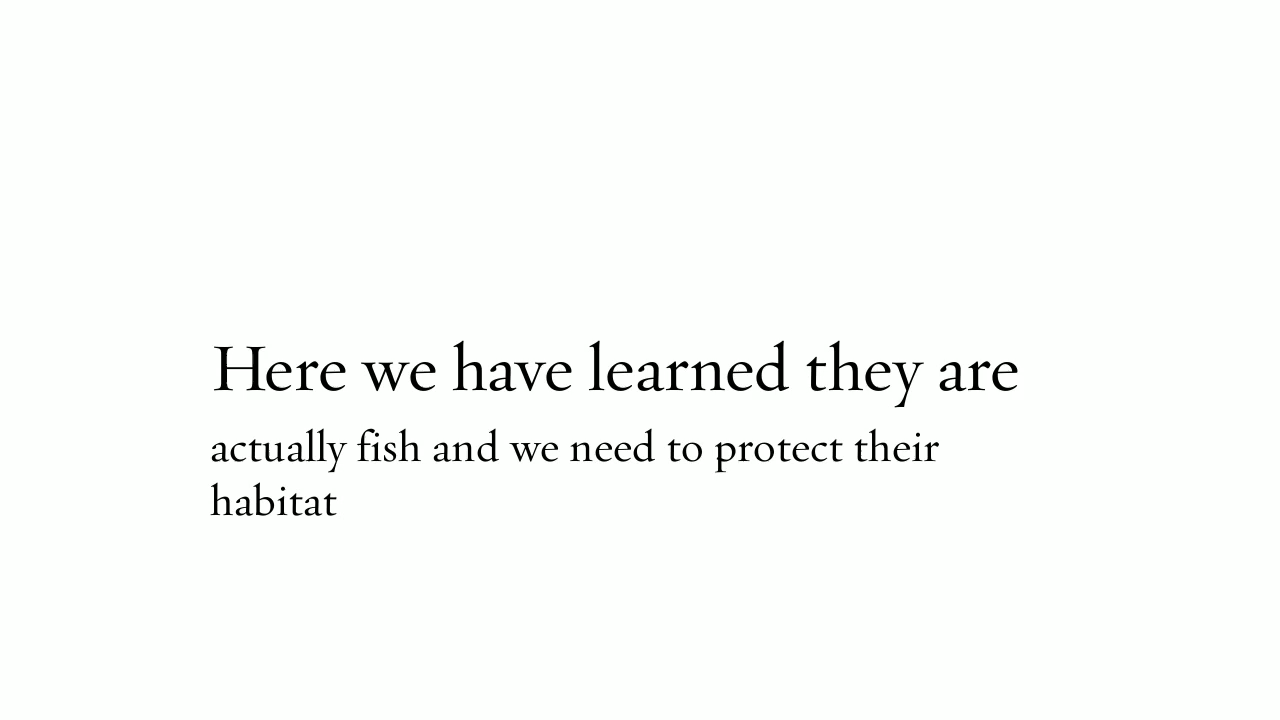 Here we have learned they are
actually fish and we need to protect their
habitat